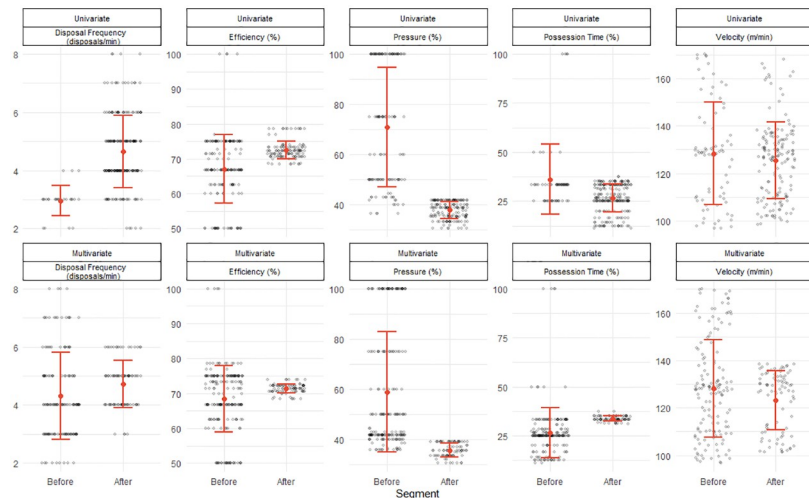 Univariate Univariate Univariate Univariate Univariate
Disposal Frequency (disposals/min) Efficiency (%) Pressure (%) Possession Time (%) Velocity (m/min)
8 100 100 100 160
6 90 80 75 140
4 80 60 50 120
2 70 40 25 100
60
50
Multivariate Multivariate Multivariate Multivariate Multivariate
Disposal Frequency (disposals/min) Efficiency (%) Pressure (%) Possession Time (%) Velocity (m/min)
8 100 100 100 160
6 90 80 75 140
4 80 60 50 120
2 70 40 25 100
60
50
Before After Before After Before After Before After Before After
Segment